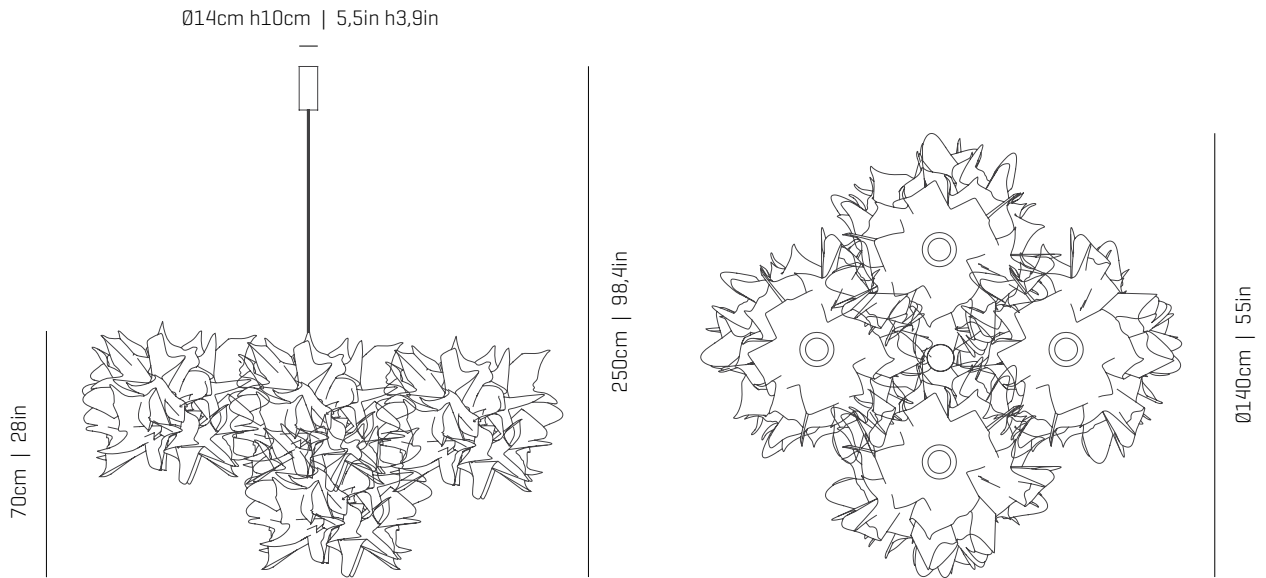 Ø14cm h10cm | 5,5in h3,9in
70cm | 28in
250cm | 98,4in
Ø140cm | 55in